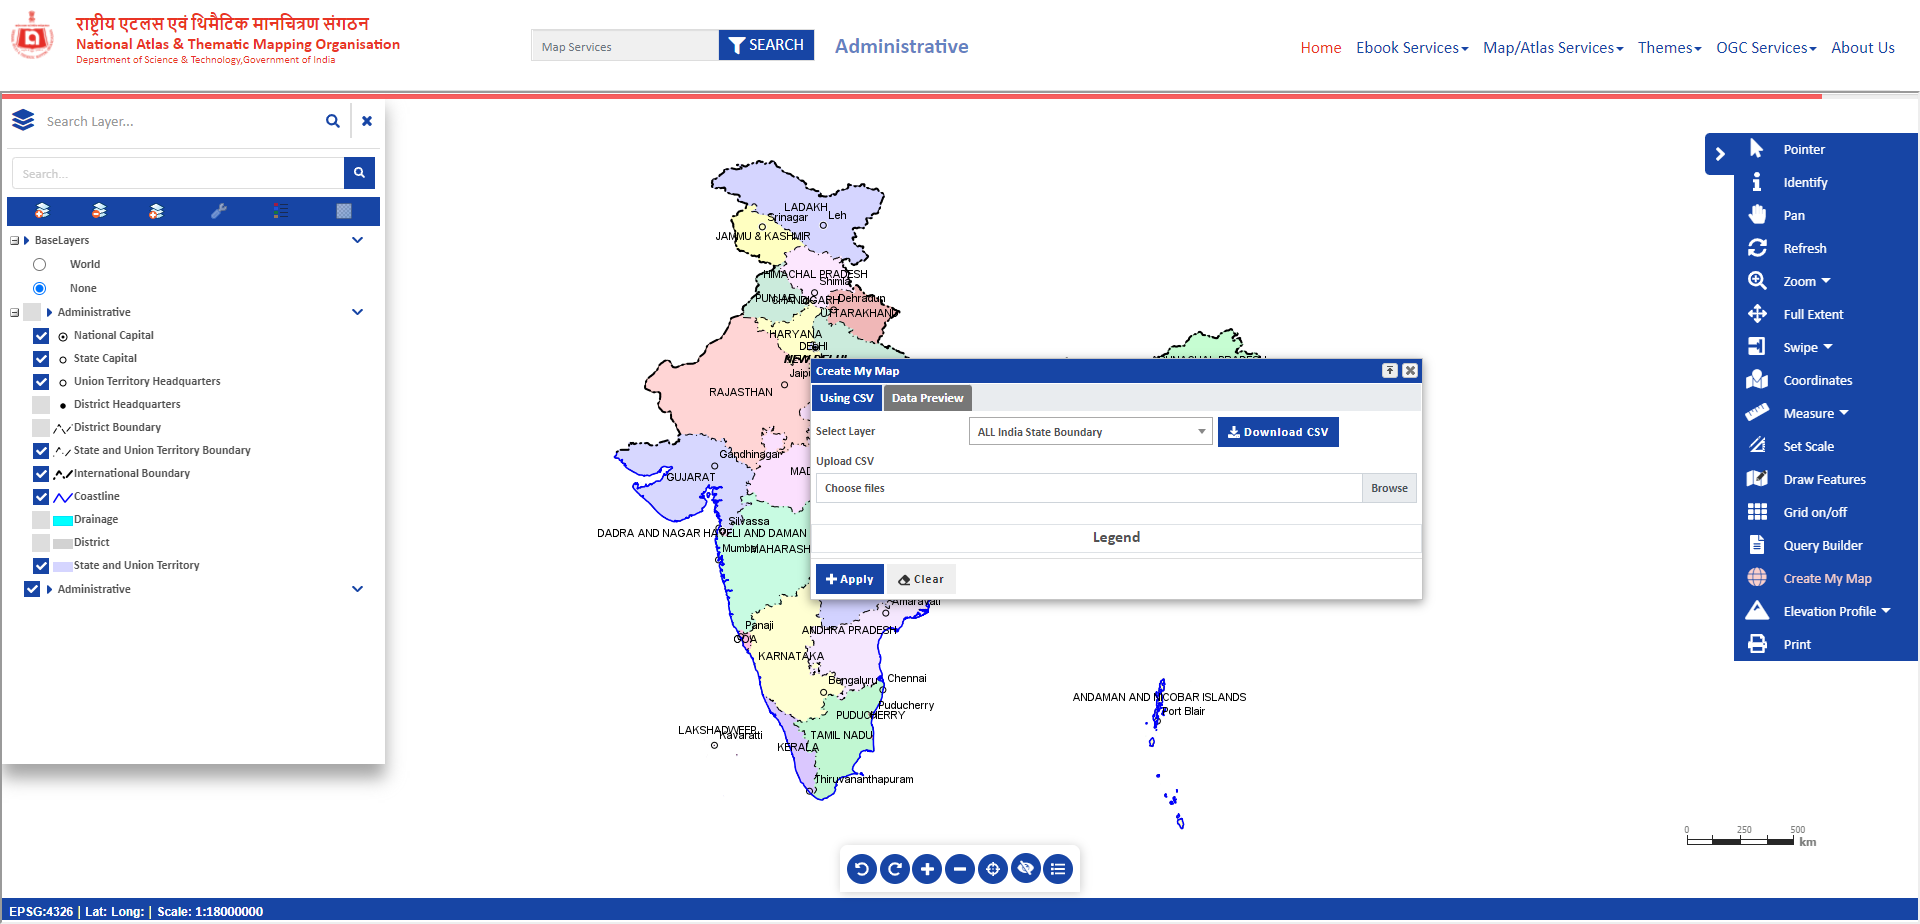 राष्ट्रीय एटलस एवं थिमैटिक मानचित्रण संगठन
National Atlas & Thematic Mapping Organisation
Department of Science & Technology,Government of India
Map Services
SEARCH
Administrative
Home
Ebook Services
Map/Atlas Services
Themes
OGC Services
About Us
Search Layer...
Search...
BaseLayers
World
None
Administrative
National Capital
State Capital
Union Territory Headquarters
District Headquarters
District Boundary
State and Union Territory Boundary
International Boundary
Coastline
Drainage
District
State and Union Territory
Administrative
LADAKH
Srinagar
Leh
JAMMU & KASHMIR
HIMACHAL PRADESH
Shimla
PUNJAB
CHANDIGARH
Dehradun
UTTARAKHAND
HARYANA
DELHI
NEW DELHI
Jaipu
RAJASTHAN
Gandhinagar
GUJARAT
MAD
Silvassa
DADRA AND NAGAR HAVELI AND DAMAN
Mumbai
MAHARASH
Amaravati
Panaji
GOA
ANDHRA PRADESH
KARNATAKA
Bengaluru
Chennai
Puducherry
PUDUCHERRY
LAKSHADWEEP
Kavaratti
TAMIL NADU
KERALA
Thiruvananthapuram
ANDAMAN AND NICOBAR ISLANDS
Port Blair
Create My Map
Using CSV
Data Preview
Select Layer
ALL India State Boundary
Download CSV
Upload CSV
Choose files
Browse
Legend
Apply
Clear
Pointer
Identify
Pan
Refresh
Zoom
Full Extent
Swipe
Coordinates
Measure
Set Scale
Draw Features
Grid on/off
Query Builder
Create My Map
Elevation Profile
Print
0 250 500
km
EPSG:4326 | Lat: Long: | Scale: 1:18000000